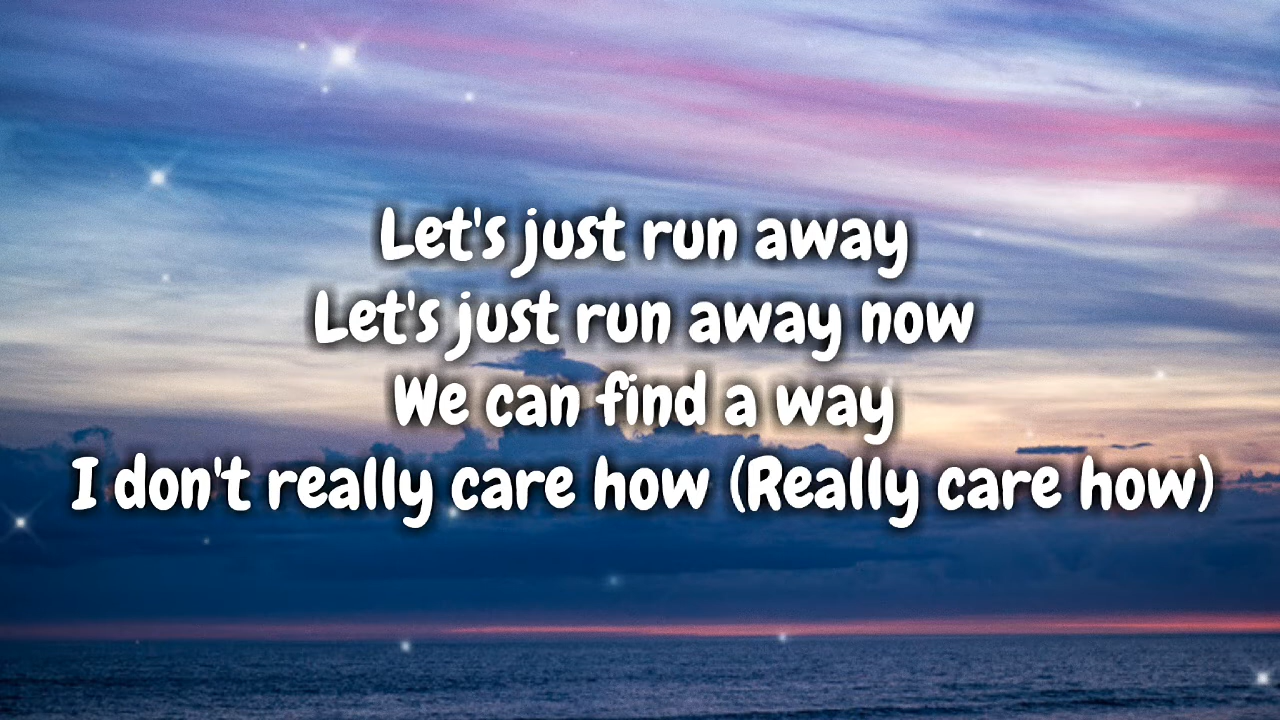 Let's just run away
Let's just run away now
We can find a way
I don't really care how (Really care how)